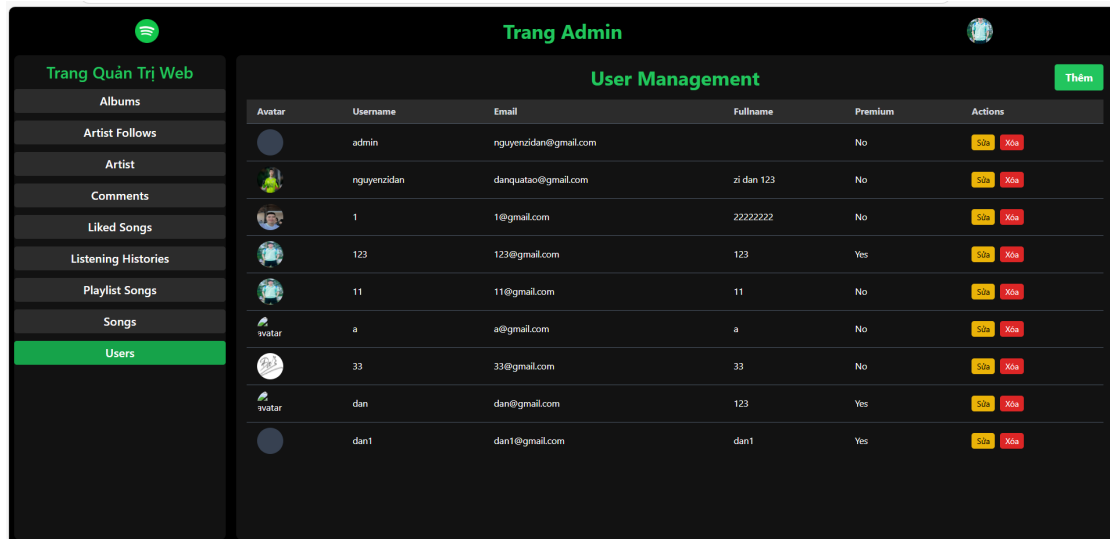 Trang Admin
Trang Quản Trị Web
Albums
Artist Follows
Artist
Comments
Liked Songs
Listening Histories
Playlist Songs
Songs
Users
User Management
Thêm
Avatar Username Email Fullname Premium Actions
admin nguyenzidan@gmail.com No Sửa Xóa
nguyenzidan danquatao@gmail.com zi dan 123 No Sửa Xóa
1 1@gmail.com 22222222 No Sửa Xóa
123 123@gmail.com 123 Yes Sửa Xóa
11 11@gmail.com 11 No Sửa Xóa
avatar a a@gmail.com a No Sửa Xóa
33 33@gmail.com 33 No Sửa Xóa
avatar dan dan@gmail.com 123 Yes Sửa Xóa
dan1 dan1@gmail.com dan1 Yes Sửa Xóa